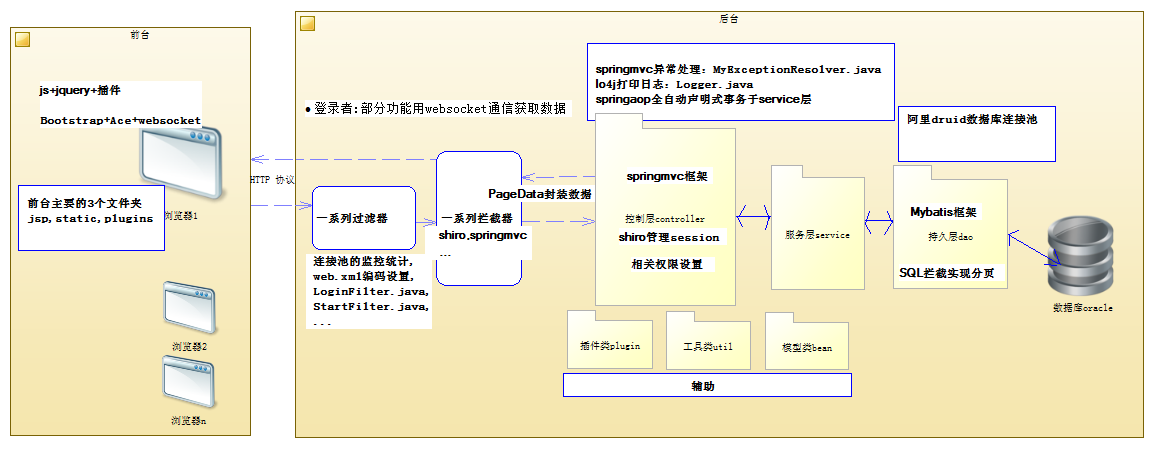 前台
js+jquery+插件
Bootstrap+Ace+websocket
浏览器1
前台主要的3个文件夹
jsp,static,plugins
浏览器2
浏览器n
HTTP 协议
后台
登录者:部分功能用websocket通信获取数据
springmvc异常处理：MyExceptionResolver.java
lo4j打印日志：Logger.java
springaop全自动声明式事务于service层
阿里druid数据库连接池
一系列过滤器
连接池的监控统计,
web.xml编码设置,
LoginFilter.java,
StartFilter.java,
...
一系列拦截器
shiro,springmvc
...
PageData封装数据
springmvc框架
控制层controller
shiro管理session
相关权限设置
服务层service
Mybatis框架
持久层dao
SQL拦截实现分页
数据库oracle
插件类plugin
工具类util
模型类bean
辅助